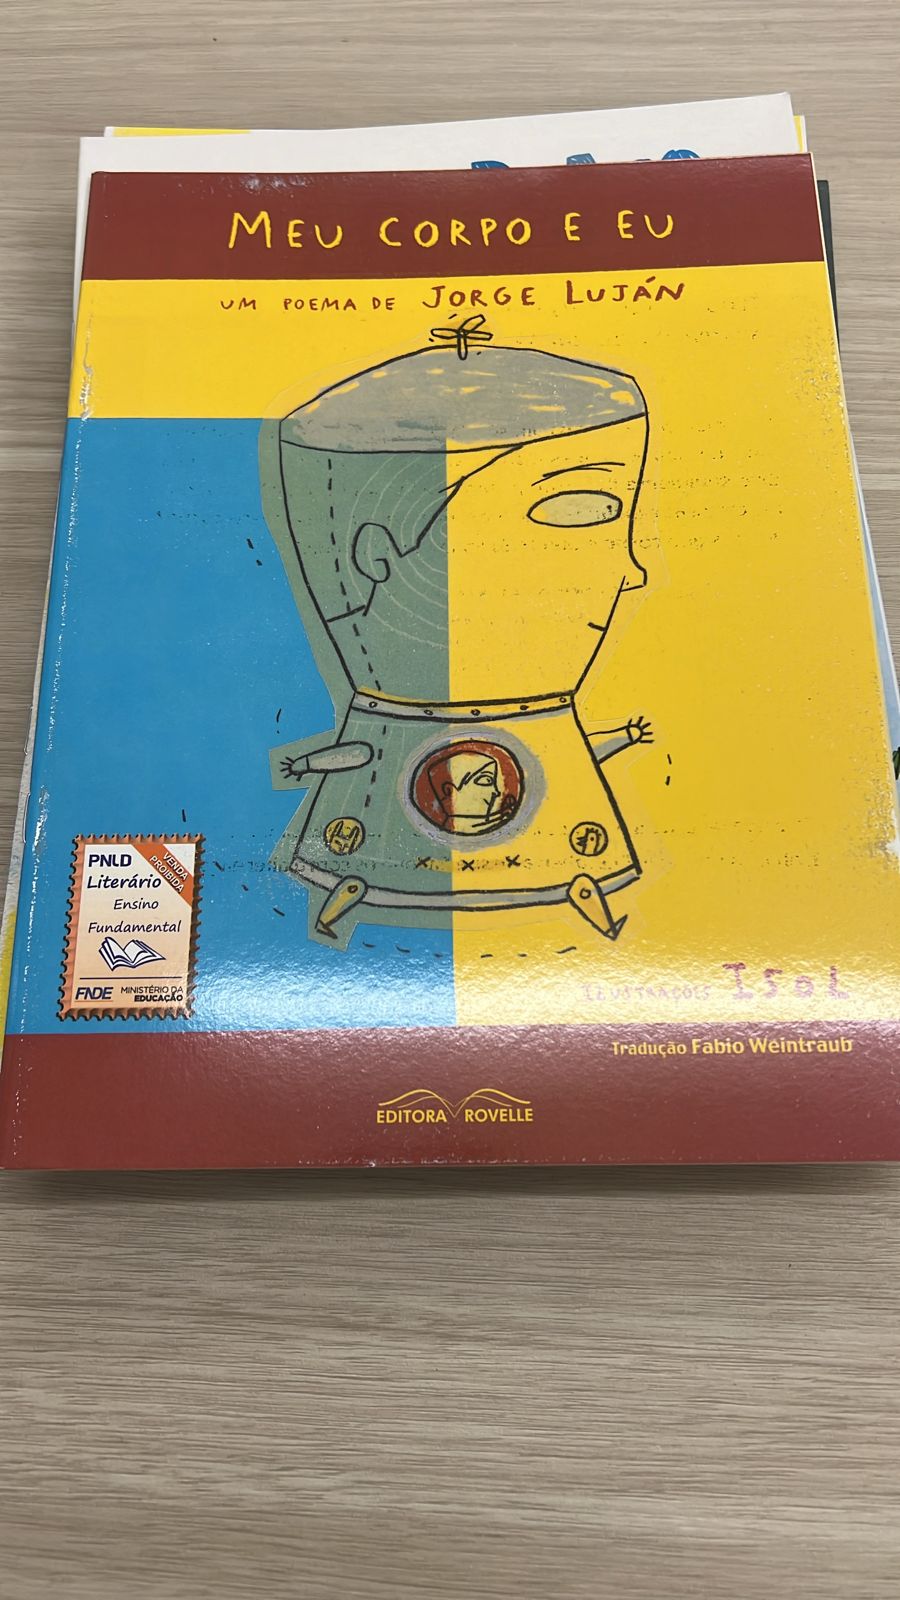 MEU CORPO E EU
UM POEMA DE JORGE LUJÁN
PNLD
Literário
VENDA PROIBIDA
Ensino
Fundamental
FNDE MINISTÉRIO DA EDUCAÇÃO
ILUSTRAÇÕES ISOL
Tradução Fabio Weintraub
EDITORA ROVELLE